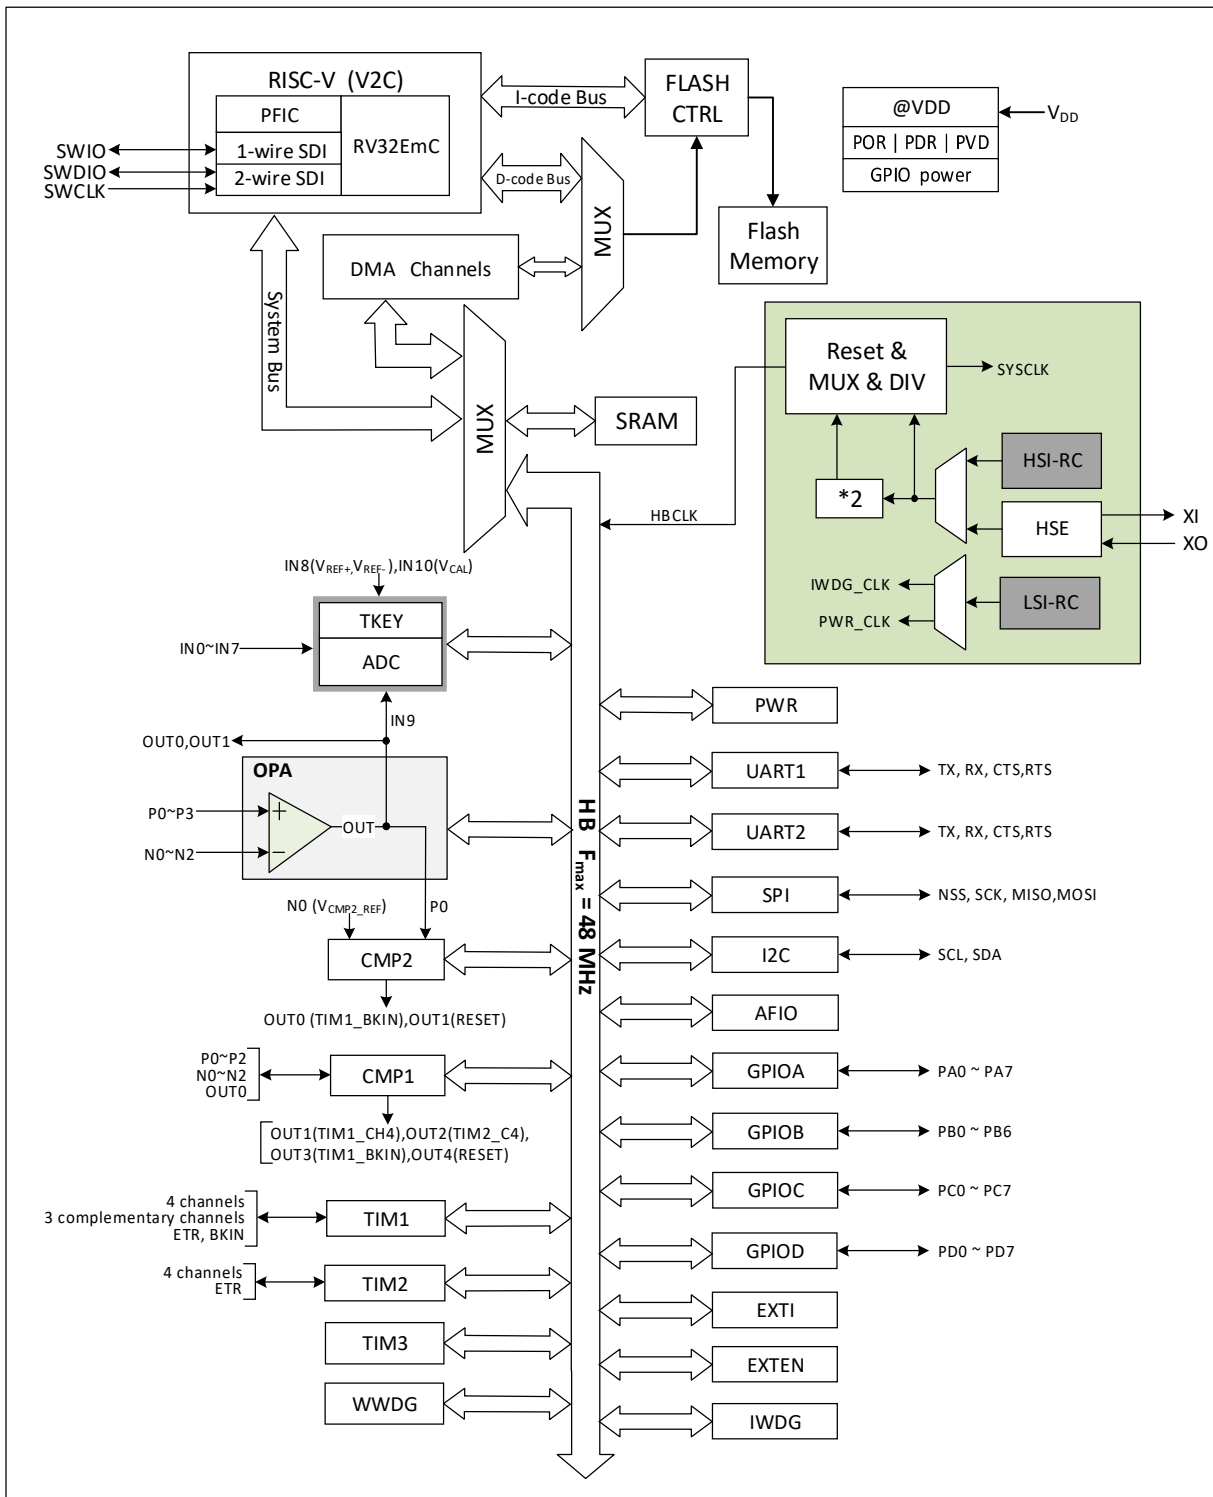 RISC-V (V2C)
PFIC
1-wire SDI
2-wire SDI
RV32EmC
SWIO
SWDIO
SWCLK
I-code Bus
D-code Bus
FLASH
CTRL
MUX
Flash
Memory
@VDD
POR | PDR | PVD
GPIO power
VDD
DMA Channels
System Bus
MUX
SRAM
Reset &
MUX & DIV
SYSCLK
*2
HSI-RC
HSE
XI
XO
HBCLK
IWDG_CLK
PWR_CLK
LSI-RC
IN8(VREF+,VREF-),IN10(VCAL)
TKEY
ADC
IN0~IN7
IN9
OUT0,OUT1
OPA
P0~P3
N0~N2
+
−
OUT
N0 (VCMP2_REF)
P0
CMP2
OUT0 (TIM1_BKIN),OUT1(RESET)
P0~P2
N0~N2
OUT0
CMP1
OUT1(TIM1_CH4),OUT2(TIM2_C4),
OUT3(TIM1_BKIN),OUT4(RESET)
4 channels
3 complementary channels
ETR, BKIN
TIM1
4 channels
ETR
TIM2
TIM3
WWDG
HB Fmax = 48 MHz
PWR
UART1
TX, RX, CTS,RTS
UART2
TX, RX, CTS,RTS
SPI
NSS, SCK, MISO,MOSI
I2C
SCL, SDA
AFIO
GPIOA
PA0 ~ PA7
GPIOB
PB0 ~ PB6
GPIOC
PC0 ~ PC7
GPIOD
PD0 ~ PD7
EXTI
EXTEN
IWDG